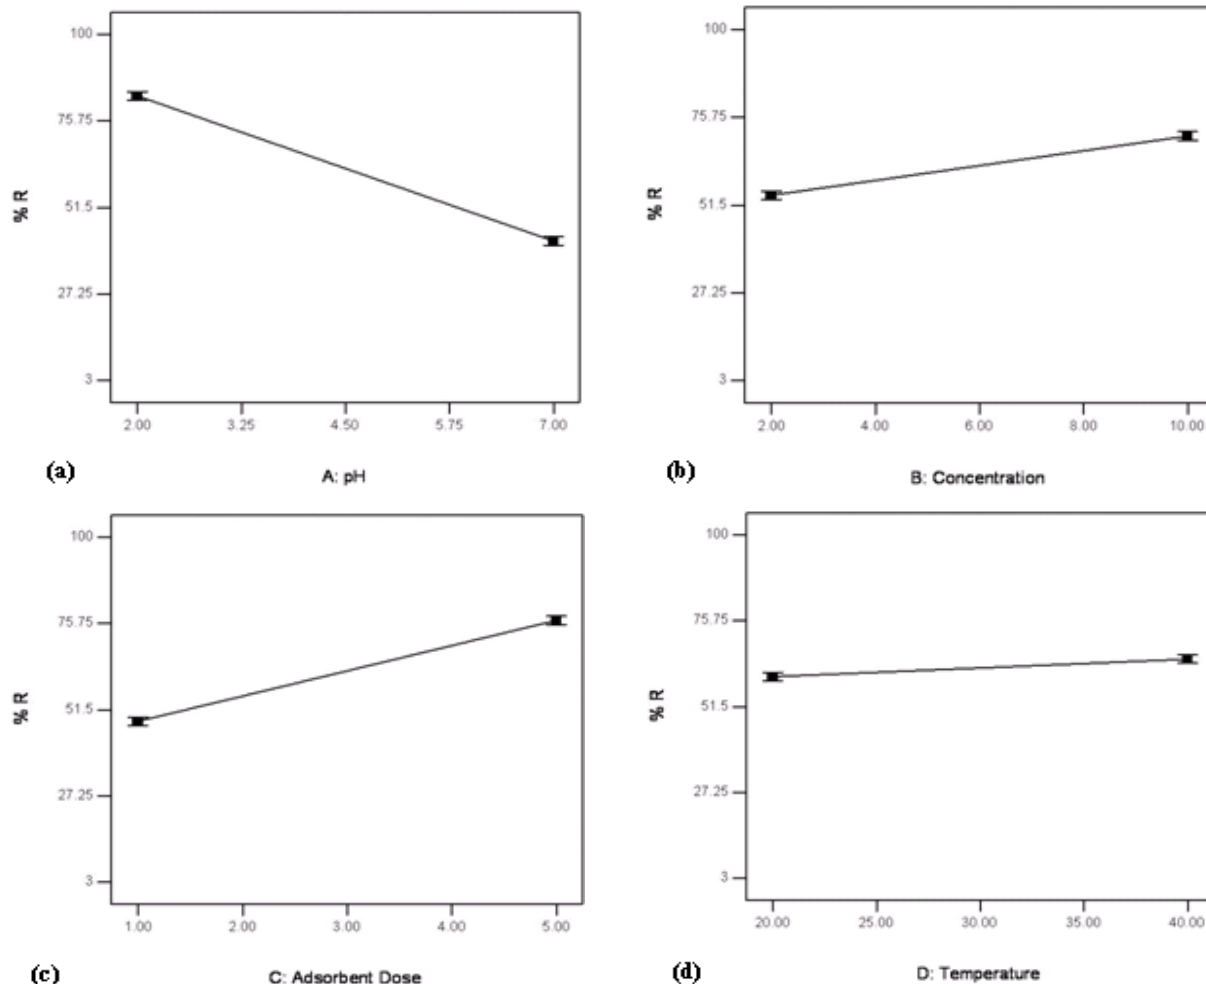 100
75.75
51.5
27.25
3
% R
2.00 3.25 4.50 5.75 7.00
(a) A: pH
100
75.75
51.5
27.25
3
% R
2.00 4.00 6.00 8.00 10.00
(b) B: Concentration
100
75.75
51.5
27.25
3
% R
1.00 2.00 3.00 4.00 5.00
(c) C: Adsorbent Dose
100
75.75
51.5
27.25
3
% R
20.00 25.00 30.00 35.00 40.00
(d) D: Temperature